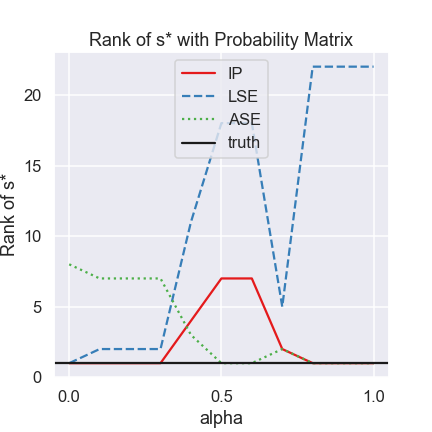 Rank of s* with Probability Matrix
IP
LSE
ASE
truth
Rank of s*
20
15
10
5
0
0.0
0.5
1.0
alpha